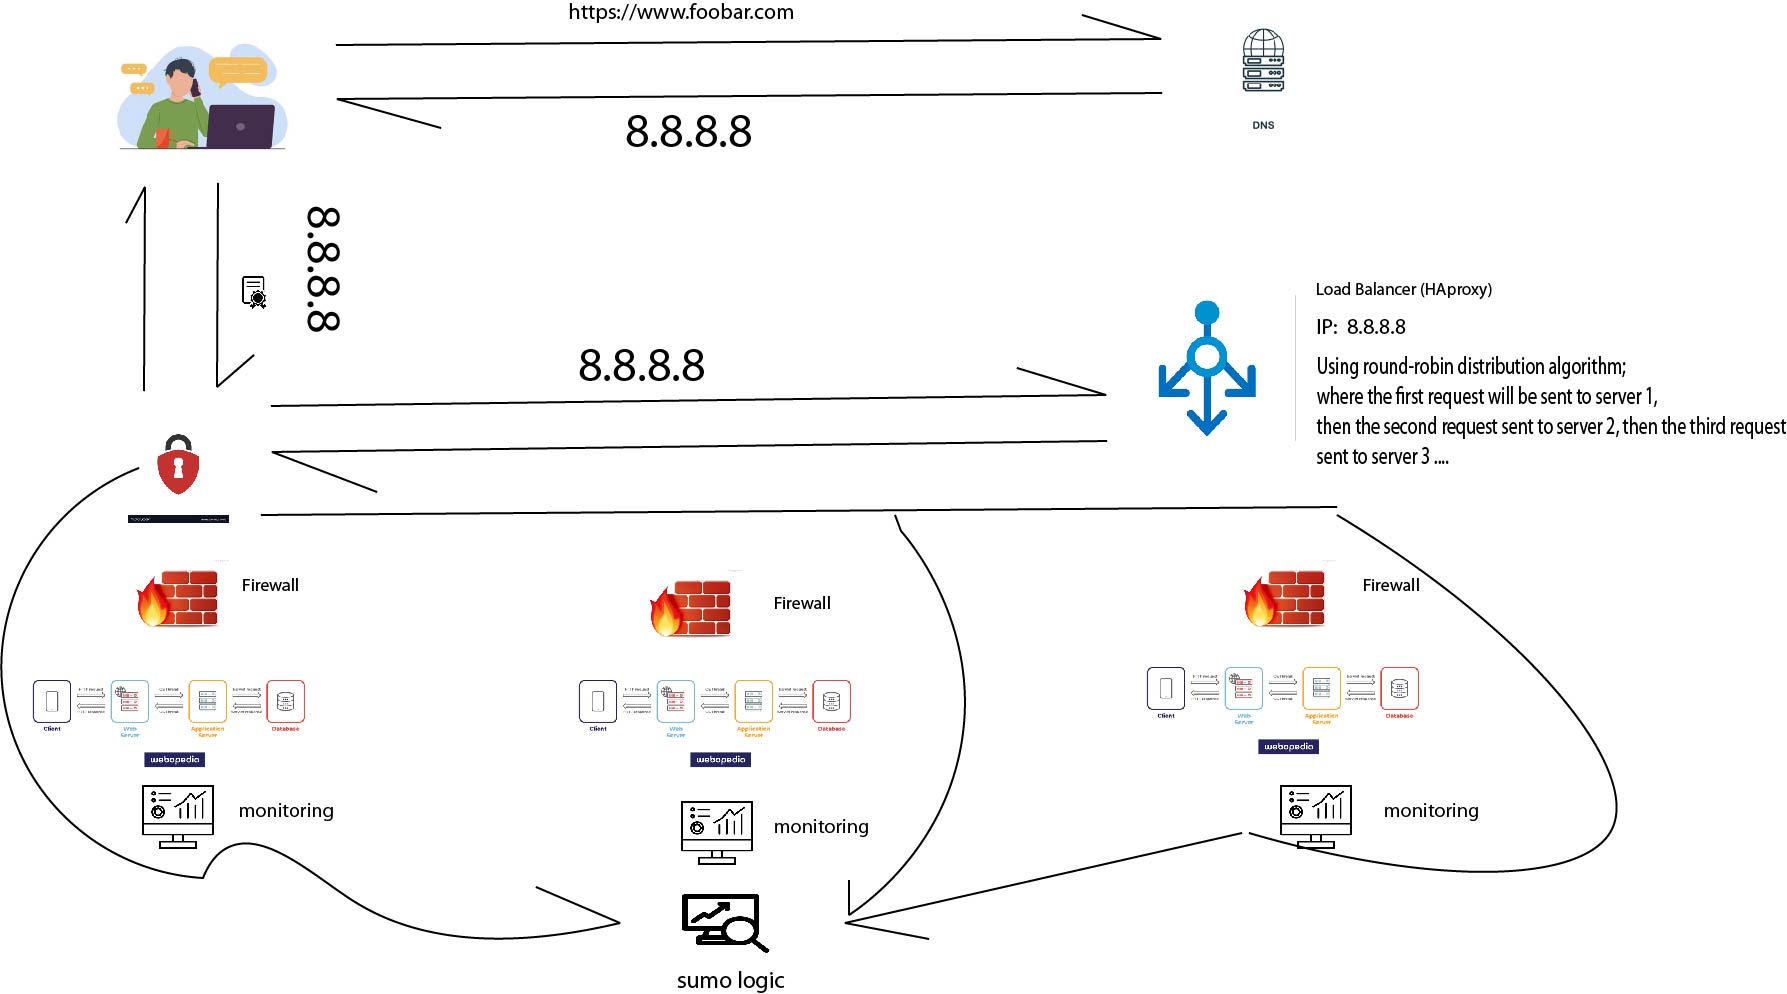 https://www.foobar.com
8.8.8.8
DNS
8.8.8.8
Load Balancer (HAproxy)
IP: 8.8.8.8
Using round-robin distribution algorithm;
where the first request will be sent to server 1,
then the second request sent to server 2, then the third request
sent to server 3 ....
8.8.8.8
Firewall
Firewall
Firewall
Client
Web Server
Application Server
Database
webopedia
Client
Web Server
Application Server
Database
webopedia
Client
Web Server
Application Server
Database
webopedia
monitoring
monitoring
monitoring
sumo logic